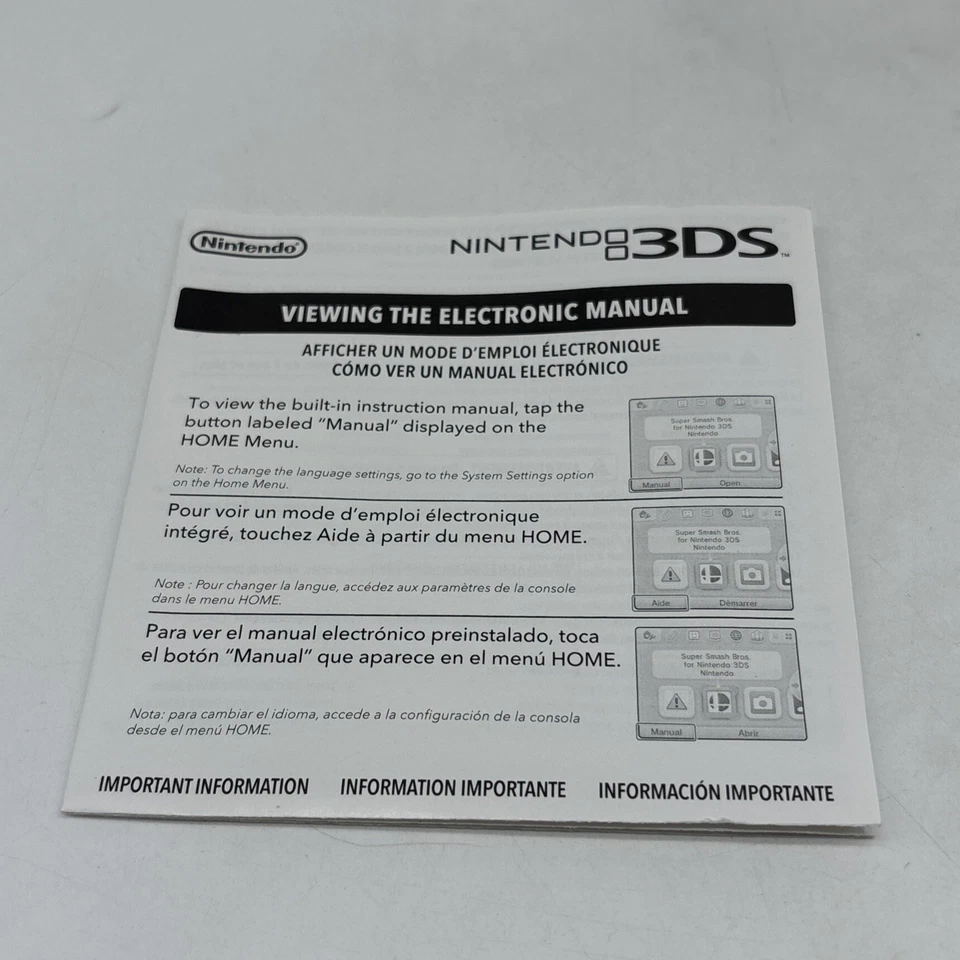 Nintendo®
NINTENDO 3DS™
VIEWING THE ELECTRONIC MANUAL
AFFICHER UN MODE D'EMPLOI ÉLECTRONIQUE
CÓMO VER UN MANUAL ELECTRÓNICO
To view the built-in instruction manual, tap the
button labeled "Manual" displayed on the
HOME Menu.
Note: To change the language settings, go to the System Settings option
on the Home Menu.
Super Smash Bros.
for Nintendo 3DS
Nintendo
Manual
Open
Pour voir un mode d'emploi électronique
intégré, touchez Aide à partir du menu HOME.
Note : Pour changer la langue, accédez aux paramètres de la console
dans le menu HOME.
Super Smash Bros.
for Nintendo 3DS
Nintendo
Aide
Démarrer
Para ver el manual electrónico preinstalado, toca
el botón "Manual" que aparece en el menú HOME.
Nota: para cambiar el idioma, accede a la configuración de la consola
desde el menú HOME.
Super Smash Bros.
for Nintendo 3DS
Nintendo
Manual
Abrir
IMPORTANT INFORMATION
INFORMATION IMPORTANTE
INFORMACIÓN IMPORTANTE